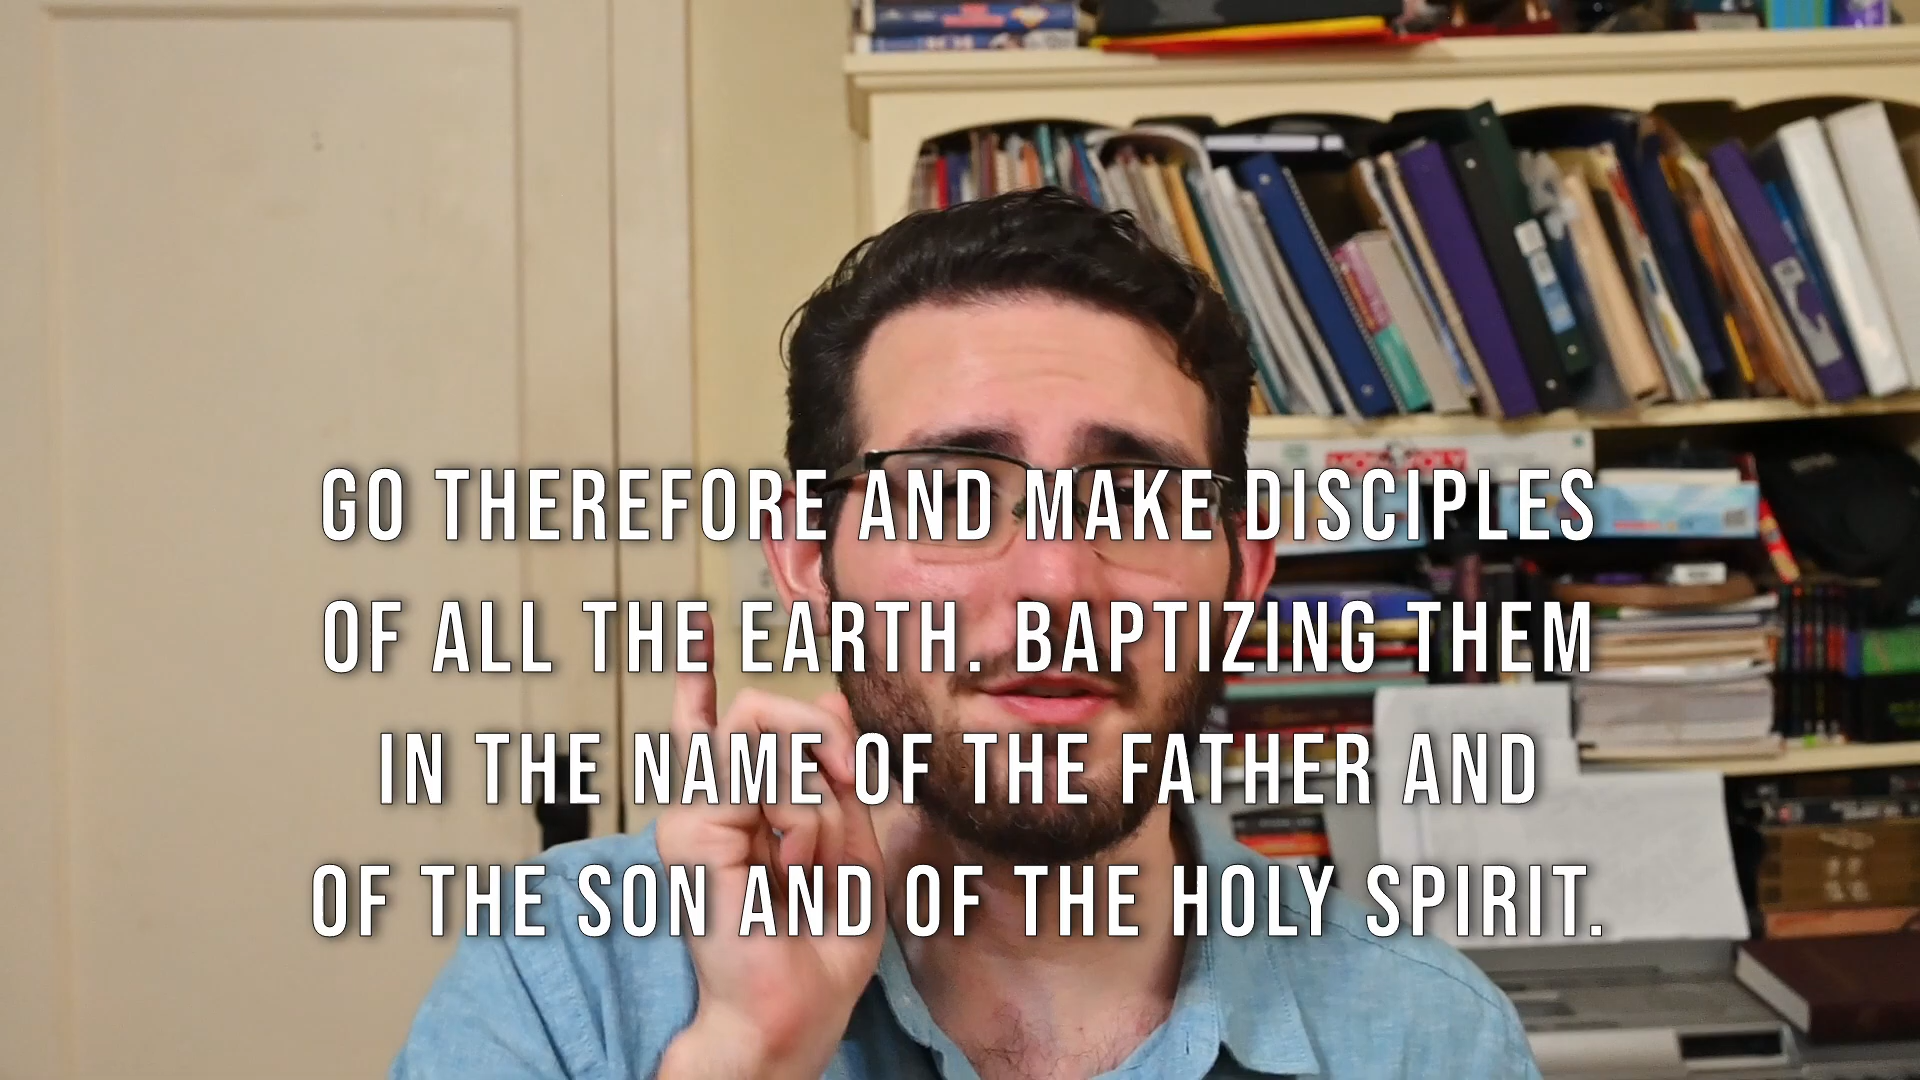 MONOPOLY
GO THEREFORE AND MAKE DISCIPLES
OF ALL THE EARTH. BAPTIZING THEM
IN THE NAME OF THE FATHER AND
OF THE SON AND OF THE HOLY SPIRIT.